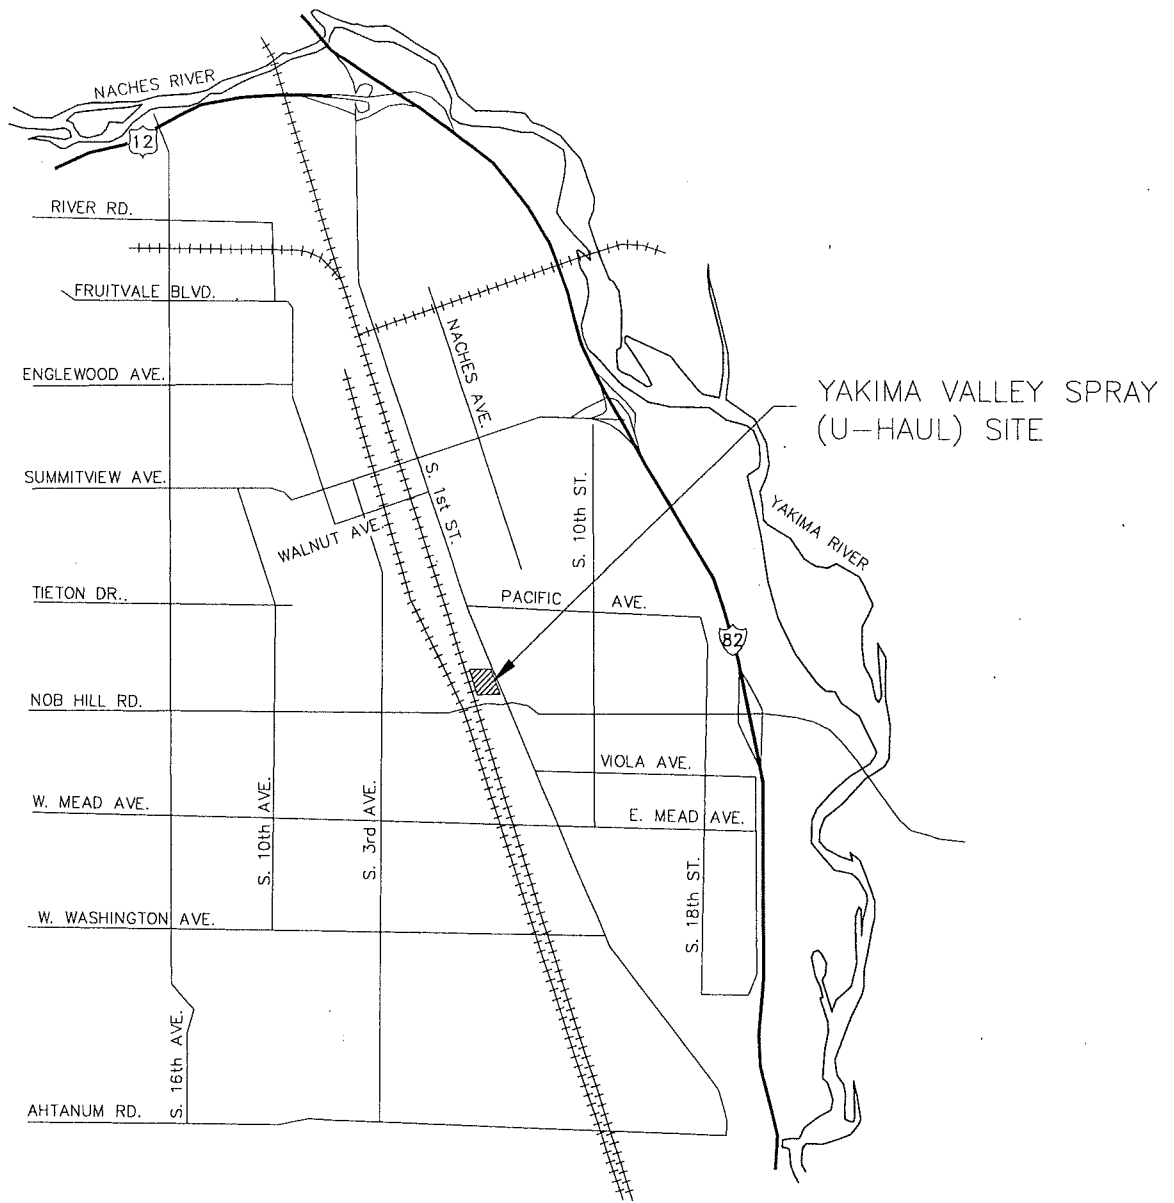 NACHES RIVER
12
RIVER RD.
FRUITVALE BLVD.
NACHES AVE.
ENGLEWOOD AVE.
YAKIMA VALLEY SPRAY
(U-HAUL) SITE
SUMMITVIEW AVE.
S. 1st ST.
S. 10th ST.
WALNUT AVE.
YAKIMA RIVER
TIETON DR..
PACIFIC AVE.
82
NOB HILL RD.
VIOLA AVE.
W. MEAD AVE.
E. MEAD AVE.
S. 10th AVE.
S. 3rd AVE.
S. 18th ST.
W. WASHINGTON AVE.
S. 16th AVE.
AHTANUM RD.